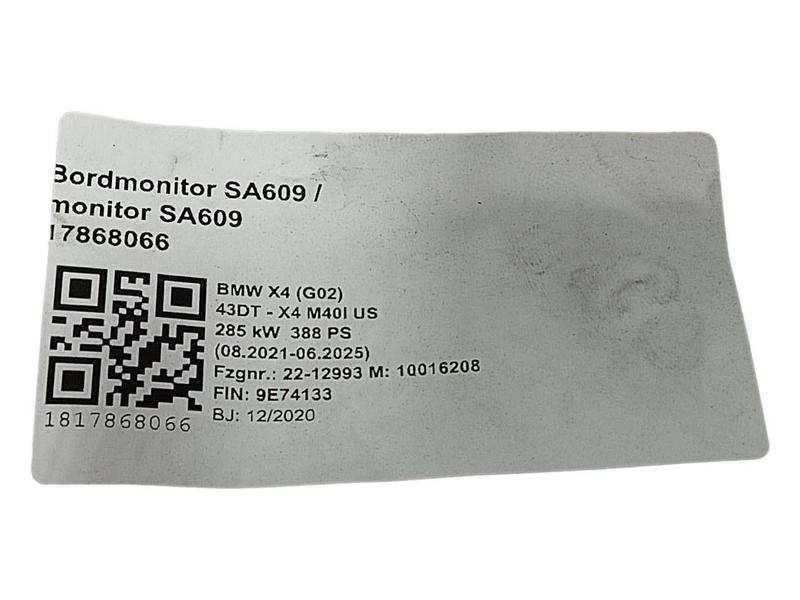 Bordmonitor SA609 /
monitor SA609
17868066
BMW X4 (G02)
43DT - X4 M40I US
285 kW 388 PS
(08.2021-06.2025)
Fzgnr.: 22-12993 M: 10016208
FIN: 9E74133
BJ: 12/2020
1817868066